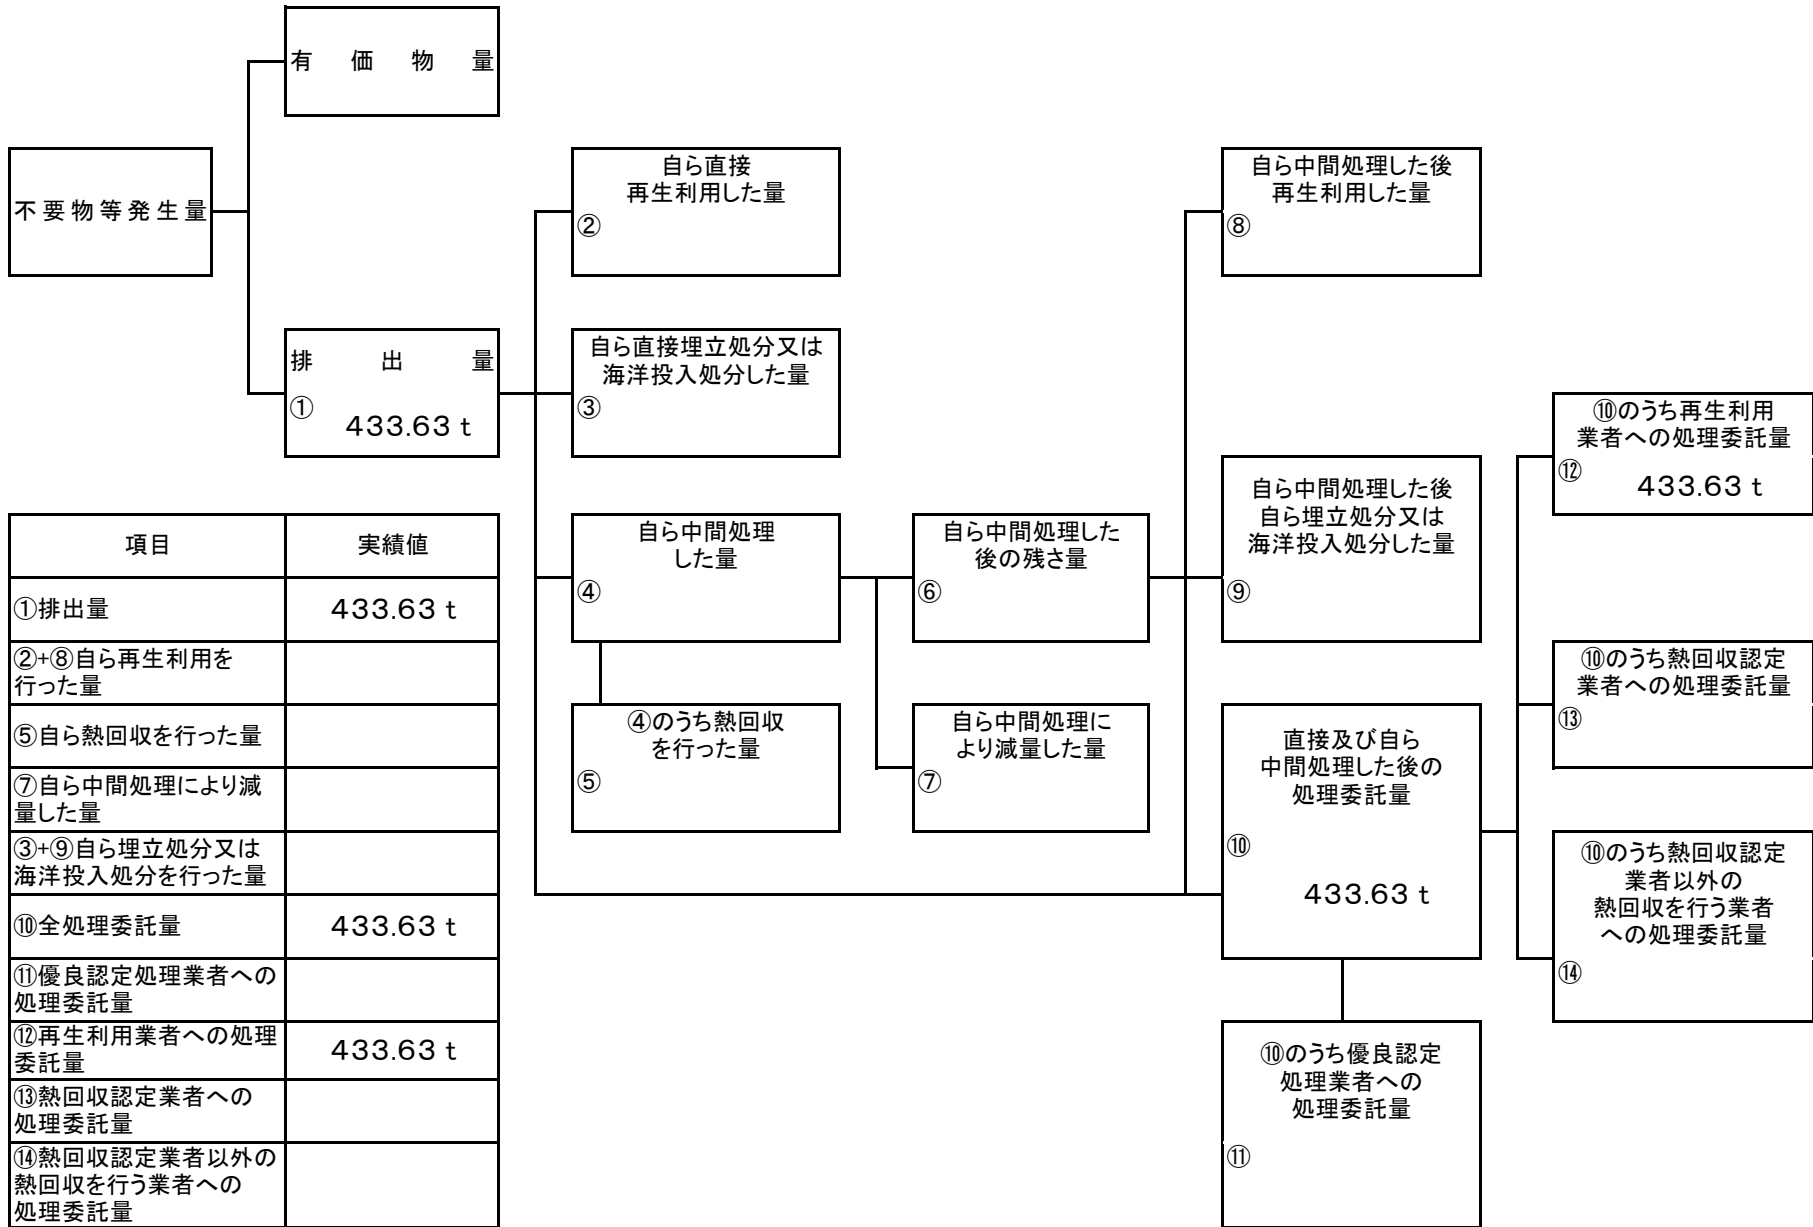 有価物量
不要物等発生量
排出量
①
433.63 t
自ら直接
再生利用した量
②
自ら直接埋立処分又は
海洋投入処分した量
③
自ら中間処理
した量
④
④のうち熱回収
を行った量
⑤
自ら中間処理した
後の残さ量
⑥
自ら中間処理に
より減量した量
⑦
自ら中間処理した後
再生利用した量
⑧
自ら中間処理した後
自ら埋立処分又は
海洋投入処分した量
⑨
直接及び自ら
中間処理した後の
処理委託量
⑩
433.63 t
⑩のうち優良認定
処理業者への
処理委託量
⑪
⑩のうち再生利用
業者への処理委託量
⑫
433.63 t
⑩のうち熱回収認定
業者への処理委託量
⑬
⑩のうち熱回収認定
業者以外の
熱回収を行う業者
への処理委託量
⑭
項目 実績値
①排出量 433.63 t
②+⑧自ら再生利用を
行った量
⑤自ら熱回収を行った量
⑦自ら中間処理により減
量した量
③+⑨自ら埋立処分又は
海洋投入処分を行った量
⑩全処理委託量 433.63 t
⑪優良認定処理業者への
処理委託量
⑫再生利用業者への処理
委託量 433.63 t
⑬熱回収認定業者への
処理委託量
⑭熱回収認定業者以外の
熱回収を行う業者への
処理委託量